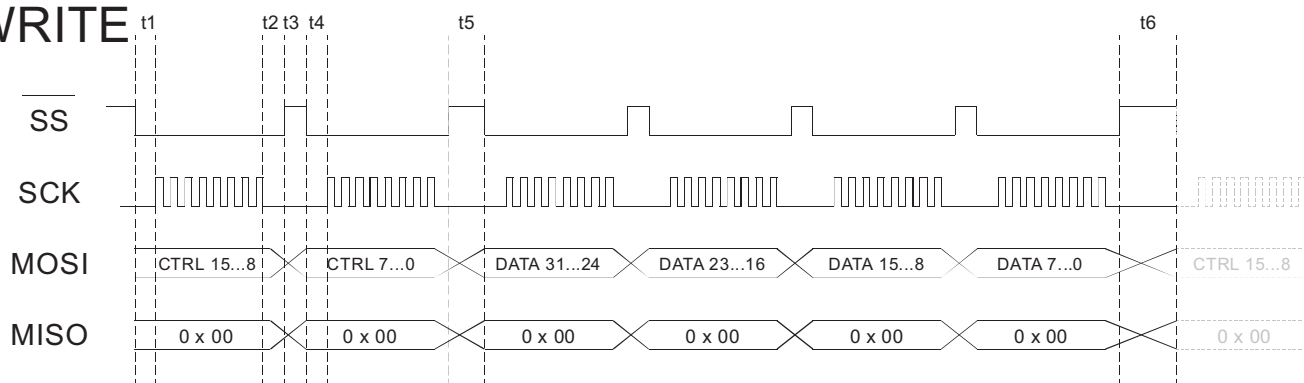 WRITE
t1 t2 t3 t4 t5 t6
SS
SCK
MOSI CTRL 15...8 CTRL 7...0 DATA 31...24 DATA 23...16 DATA 15...8 DATA 7...0 CTRL 15...8
MISO 0 x 00 0 x 00 0 x 00 0 x 00 0 x 00 0 x 00 0 x 00